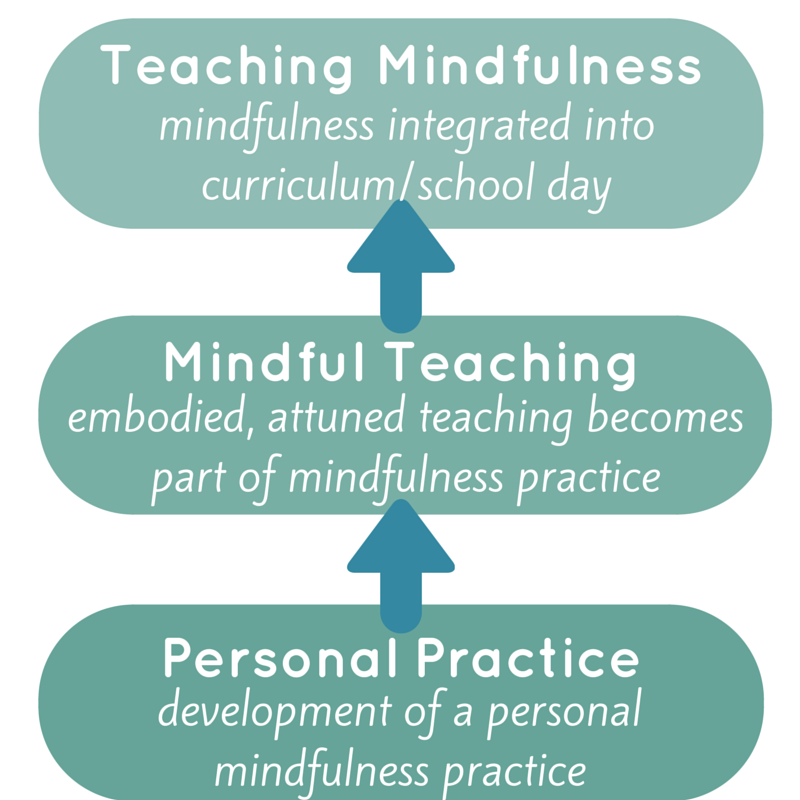 Teaching Mindfulness
mindfulness integrated into
curriculum/school day
Mindful Teaching
embodied, attuned teaching becomes
part of mindfulness practice
Personal Practice
development of a personal
mindfulness practice